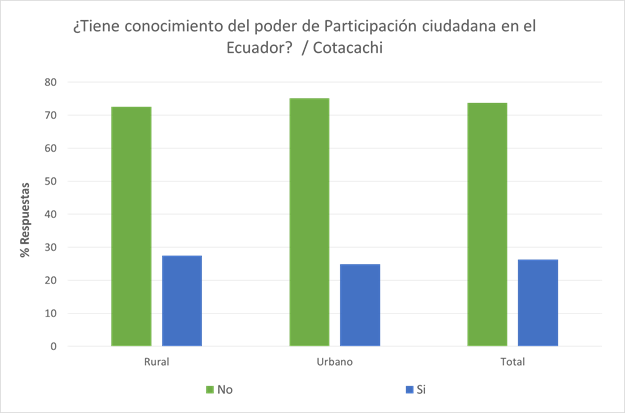 ¿Tiene conocimiento del poder de Participación ciudadana en el
Ecuador?  / Cotacachi
% Respuestas
80
70
60
50
40
30
20
10
0
Rural
Urbano
Total
No
Si